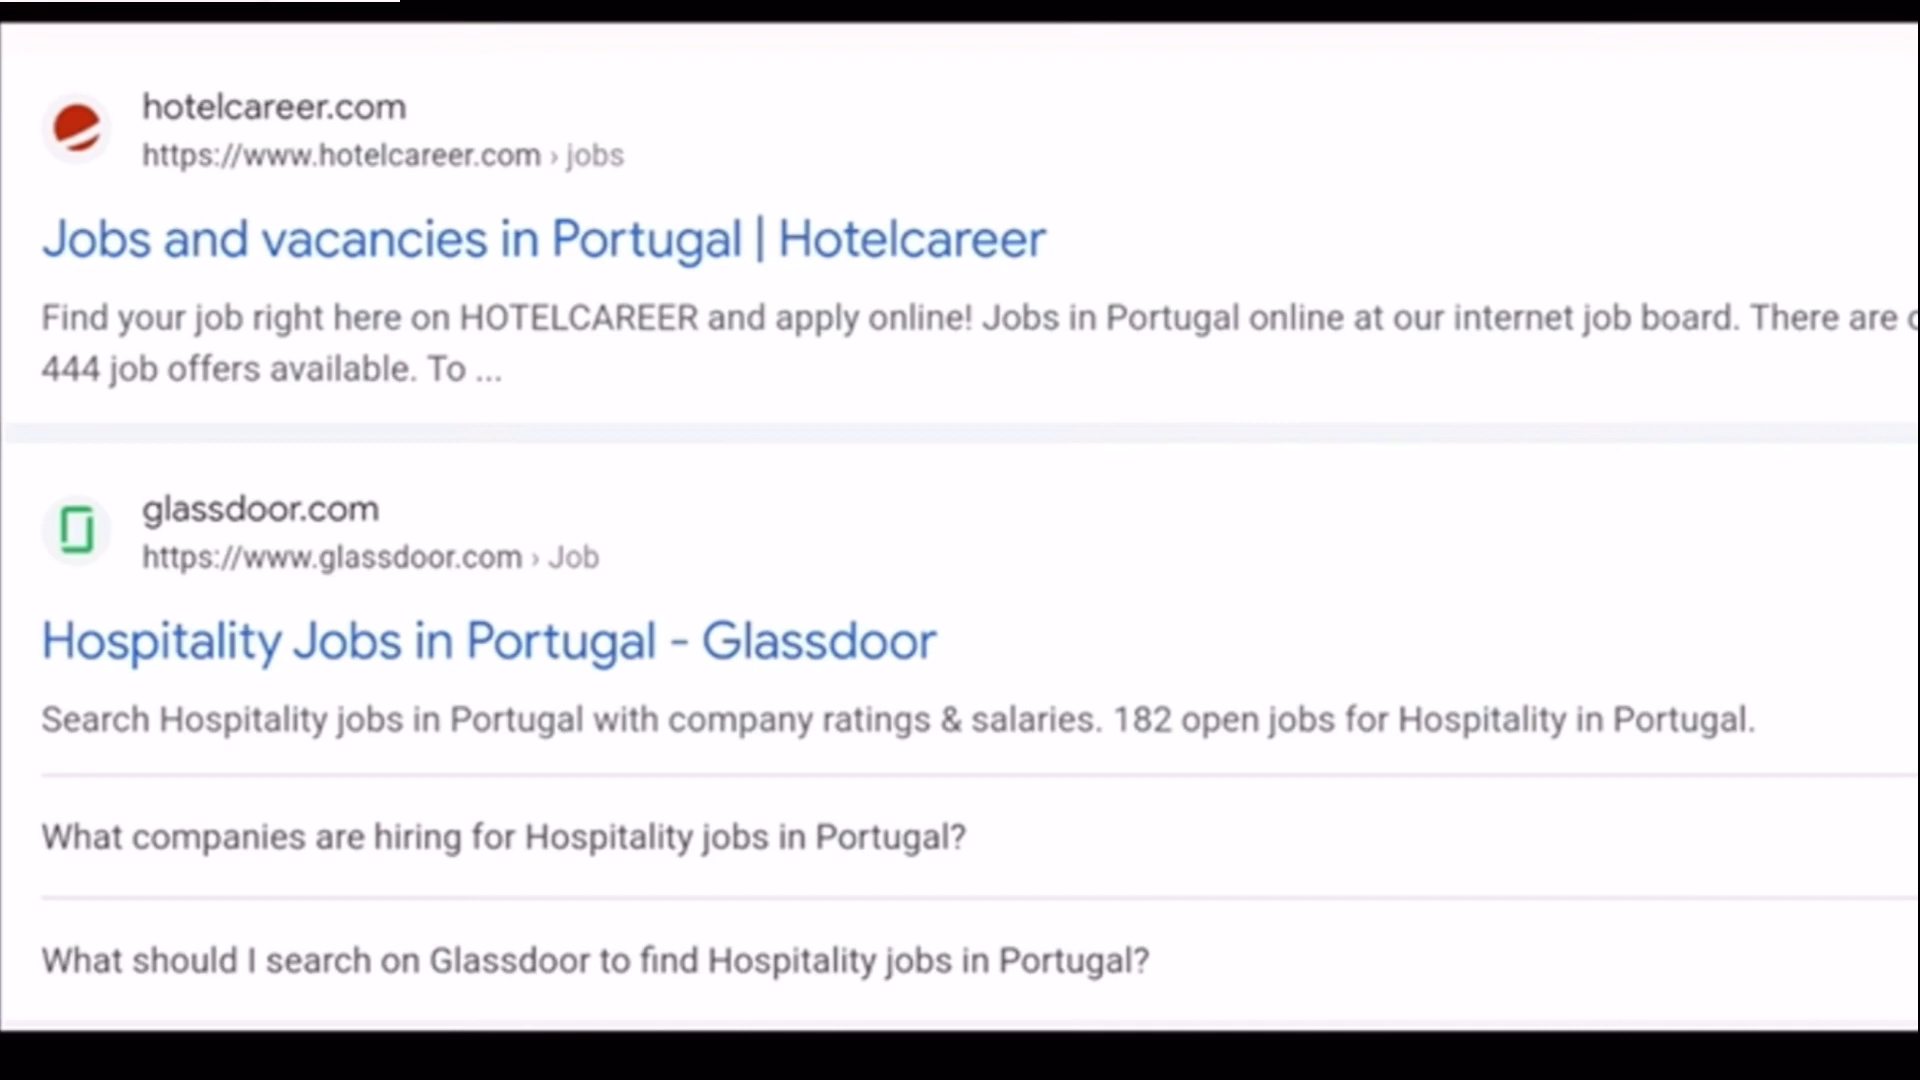 hotelcareer.com
https://www.hotelcareer.com › jobs
Jobs and vacancies in Portugal | Hotelcareer
Find your job right here on HOTELCAREER and apply online! Jobs in Portugal online at our internet job board. There are
444 job offers available. To ...
glassdoor.com
https://www.glassdoor.com › Job
Hospitality Jobs in Portugal - Glassdoor
Search Hospitality jobs in Portugal with company ratings & salaries. 182 open jobs for Hospitality in Portugal.
What companies are hiring for Hospitality jobs in Portugal?
What should I search on Glassdoor to find Hospitality jobs in Portugal?